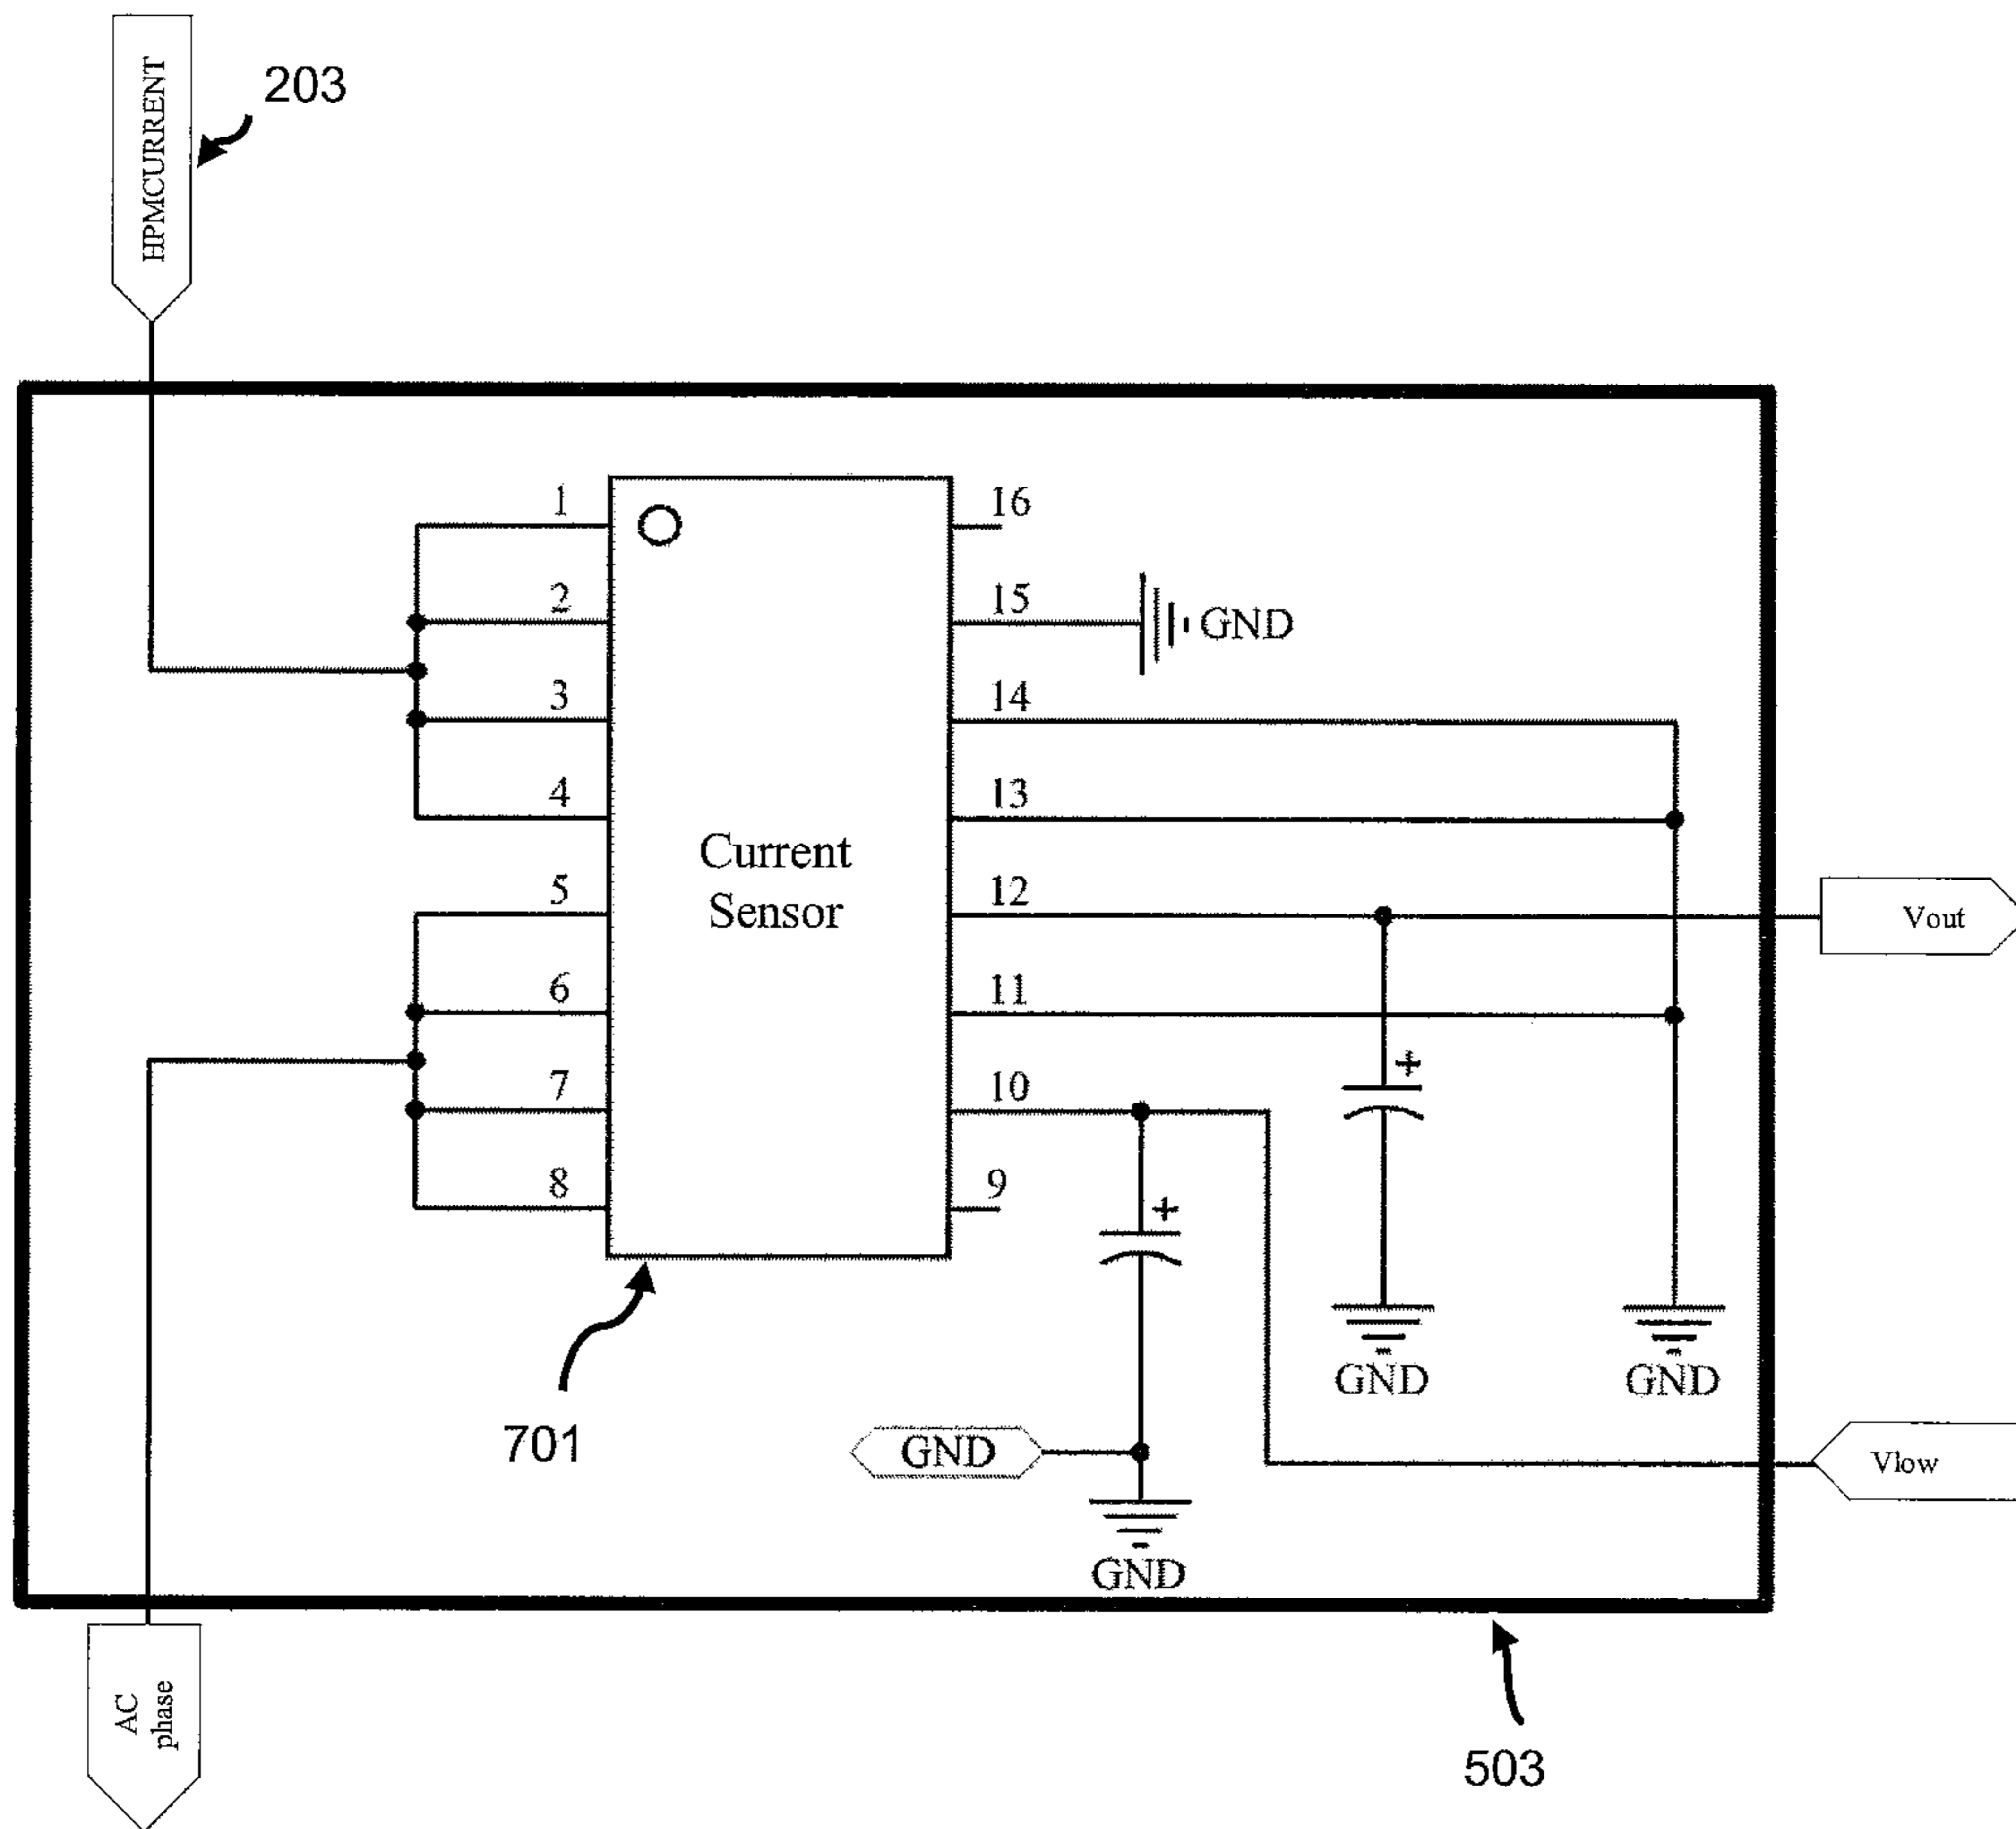 203
HPMCURRENT
1
16
2
15
GND
3
14
4
13
Current
Sensor
5
12
Vout
6
11
7
10
8
9
GND
GND
701
GND
Vlow
GND
AC
phase
503